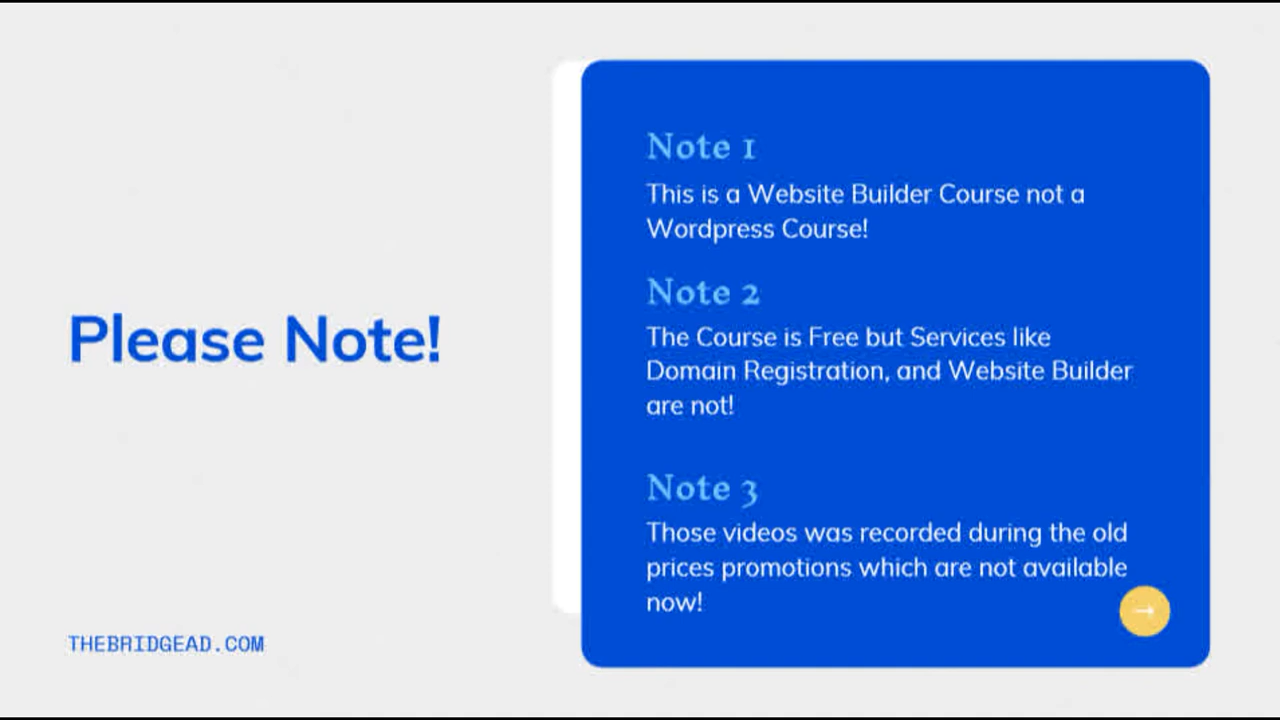 Please Note!
THEBRIDGEAD.COM
Note 1
This is a Website Builder Course not a
Wordpress Course!
Note 2
The Course is Free but Services like
Domain Registration, and Website Builder
are not!
Note 3
Those videos was recorded during the old
prices promotions which are not available
now!